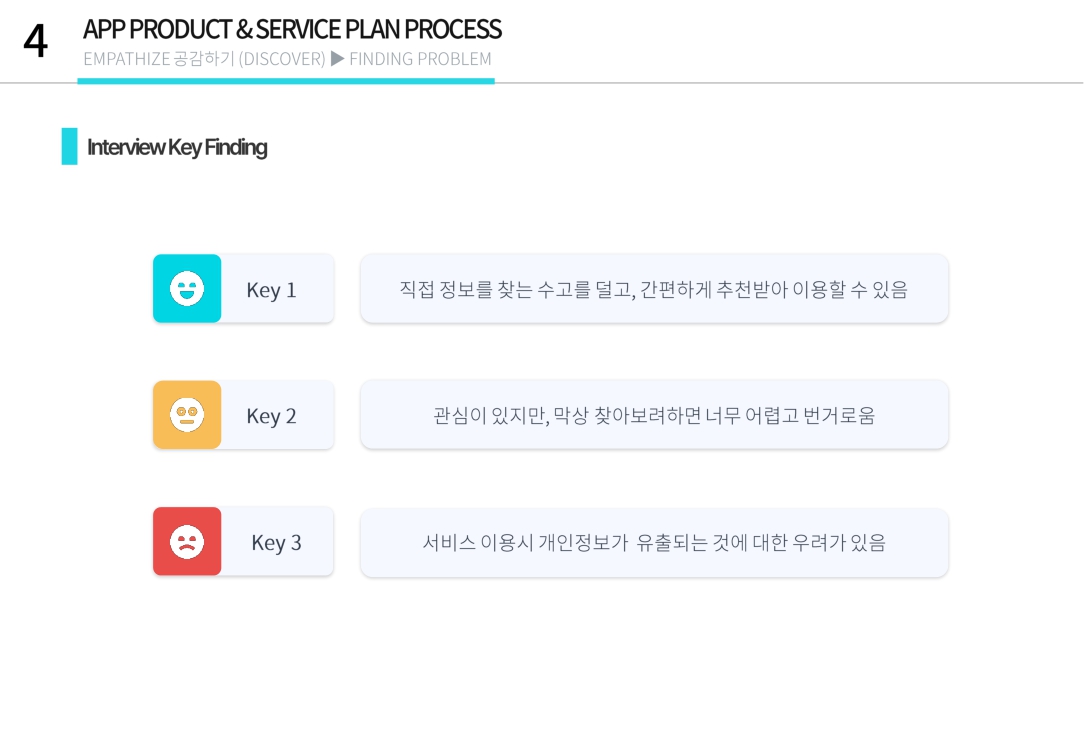 4
APP PRODUCT & SERVICE PLAN PROCESS
EMPATHIZE 공감하기 (DISCOVER) ▶ FINDING PROBLEM
Interview Key Finding
Key 1
직접 정보를 찾는 수고를 덜고, 간편하게 추천받아 이용할 수 있음
Key 2
관심이 있지만, 막상 찾아보려하면 너무 어렵고 번거로움
Key 3
서비스 이용시 개인정보가 유출되는 것에 대한 우려가 있음